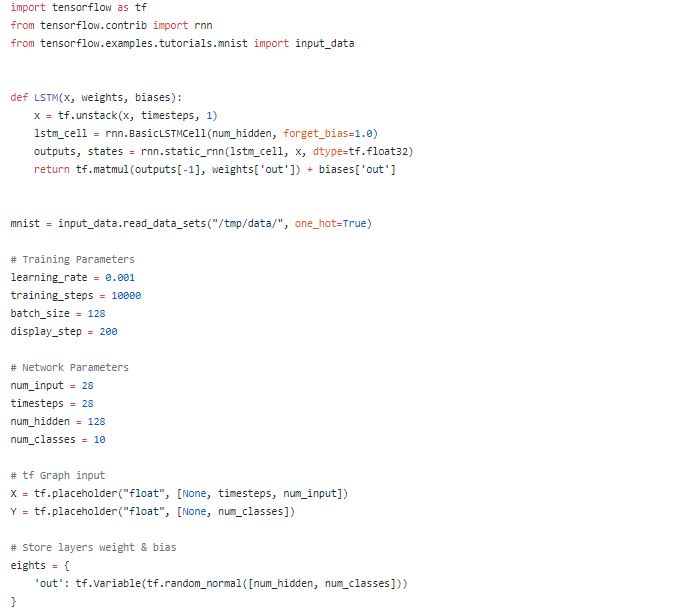 import tensorflow as tf
from tensorflow.contrib import rnn
from tensorflow.examples.tutorials.mnist import input_data
def LSTM(x, weights, biases):
    x = tf.unstack(x, timesteps, 1)
    lstm_cell = rnn.BasicLSTMCell(num_hidden, forget_bias=1.0)
    outputs, states = rnn.static_rnn(lstm_cell, x, dtype=tf.float32)
    return tf.matmul(outputs[-1], weights['out']) + biases['out']
mnist = input_data.read_data_sets("/tmp/data/", one_hot=True)
# Training Parameters
learning_rate = 0.001
training_steps = 10000
batch_size = 128
display_step = 200
# Network Parameters
num_input = 28
timesteps = 28
num_hidden = 128
num_classes = 10
# tf Graph input
X = tf.placeholder("float", [None, timesteps, num_input])
Y = tf.placeholder("float", [None, num_classes])
# Store layers weight & bias
eights = {
    'out': tf.Variable(tf.random_normal([num_hidden, num_classes]))
}